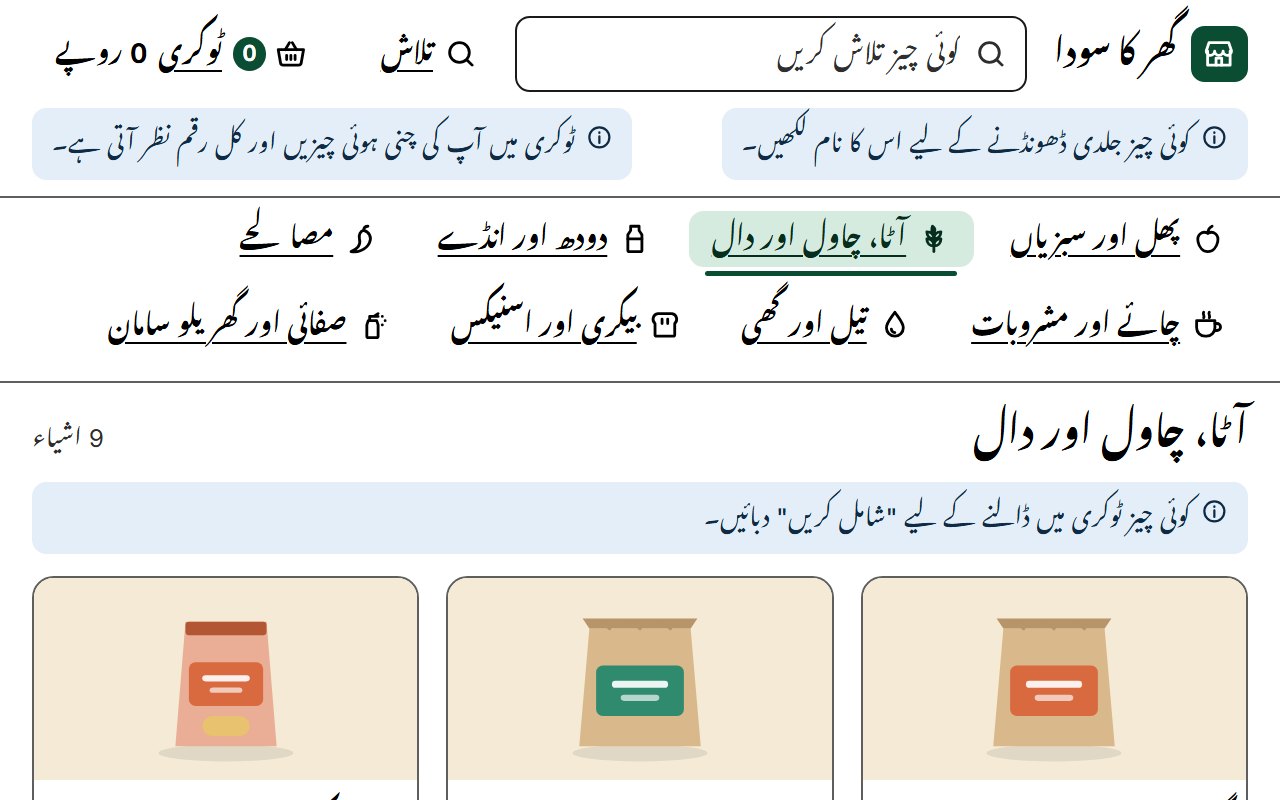 گھر کا سودا
کوئی چیز تلاش کریں
تلاش
0 ٹوکری 0 روپے
کوئی چیز جلدی ڈھونڈنے کے لیے اس کا نام لکھیں۔
ٹوکری میں آپ کی چنی ہوئی چیزیں اور کل رقم نظر آتی ہے۔
پھل اور سبزیاں
آٹا، چاول اور دال
دودھ اور انڈے
مصالحے
چائے اور مشروبات
تیل اور گھی
بیکری اور اسنیکس
صفائی اور گھریلو سامان
آٹا، چاول اور دال
9 اشیاء
کوئی چیز ٹوکری میں ڈالنے کے لیے "شامل کریں" دبائیں۔